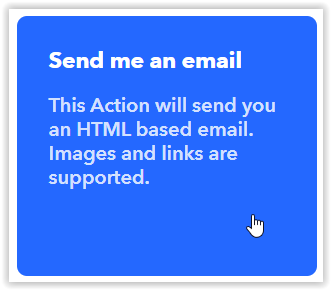 Send me an email
This Action will send you
an HTML based email.
Images and links are
supported.